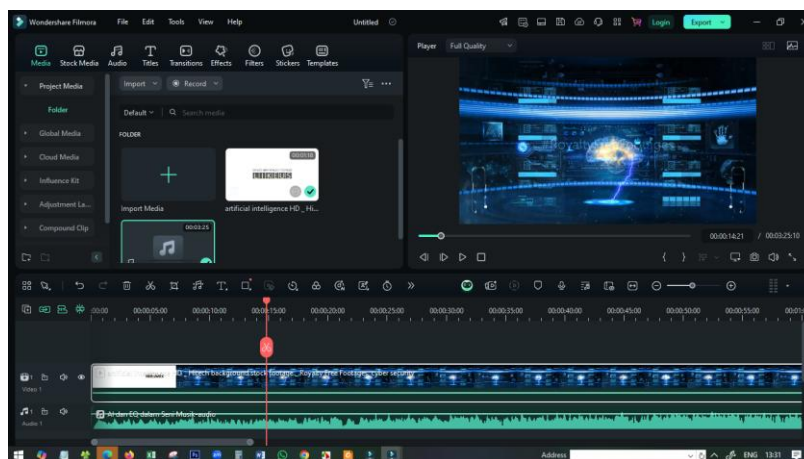 Wondershare Filmora File Edit Tools View Help Untitled Login Export
Media Stock Media Audio Titles Transitions Effects Filters Stickers Templates
Player Full Quality
Project Media
Import Record
Folder
Default Search media
Global Media
FOLDER
Cloud Media
Influence Kit
Adjustment La...
Import Media
artificial intelligence HD _ Hi...
Compound Clip
00:03:25
00:00:14:21 / 00:03:25:10
:00:00 00:00:05:00 00:00:10:00 00:00:15:00 00:00:20:00 00:00:25:00 00:00:30:00 00:00:35:00 00:00:40:00 00:00:45:00 00:00:50:00 00:00:55:00
Video 1
AI dan EQ dalam Seni Musik-audio
Audio 1
Address ENG 13:31